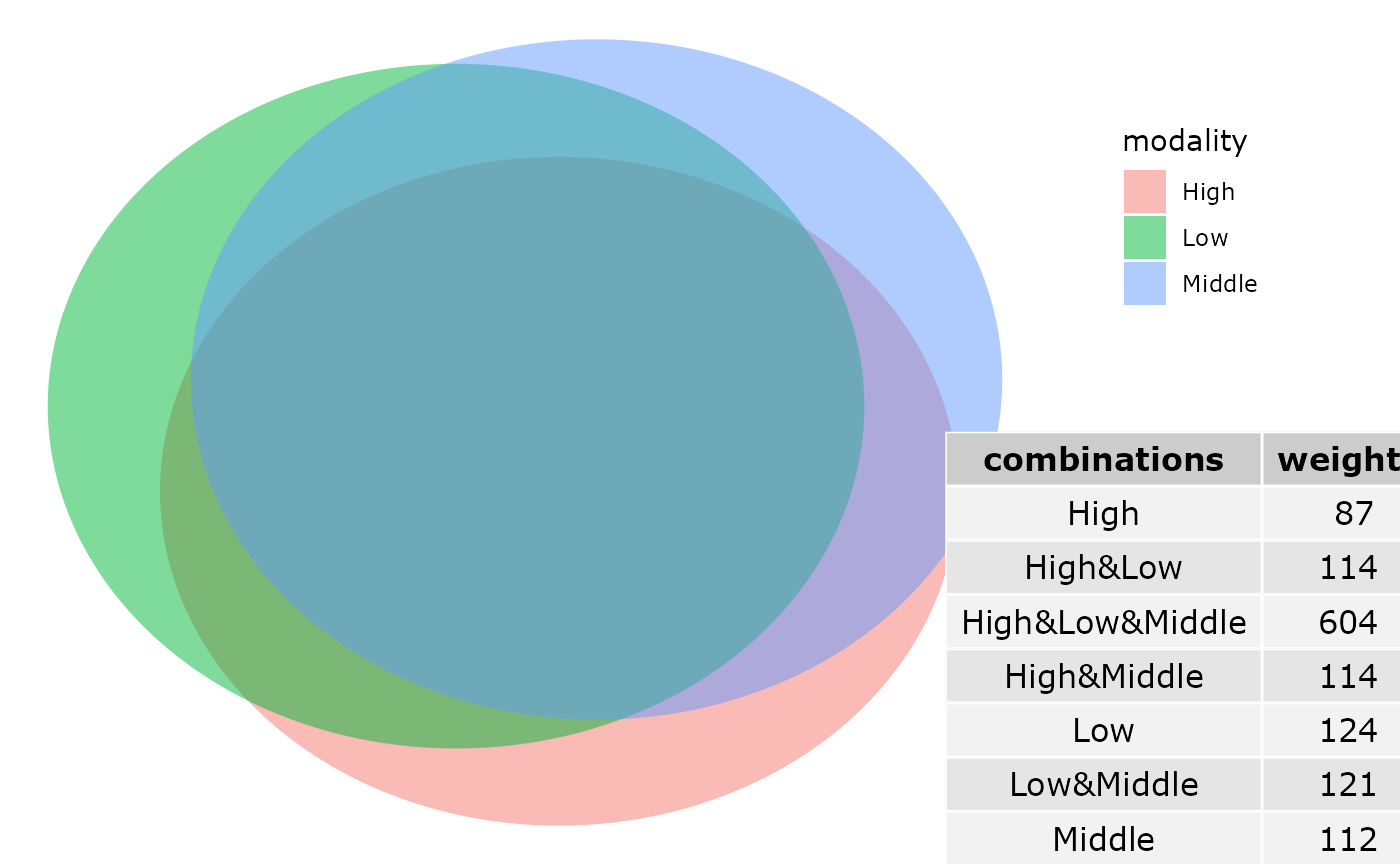 modality
High
Low
Middle
combinations weight
High 87
High&Low 114
High&Low&Middle 604
High&Middle 114
Low 124
Low&Middle 121
Middle 112